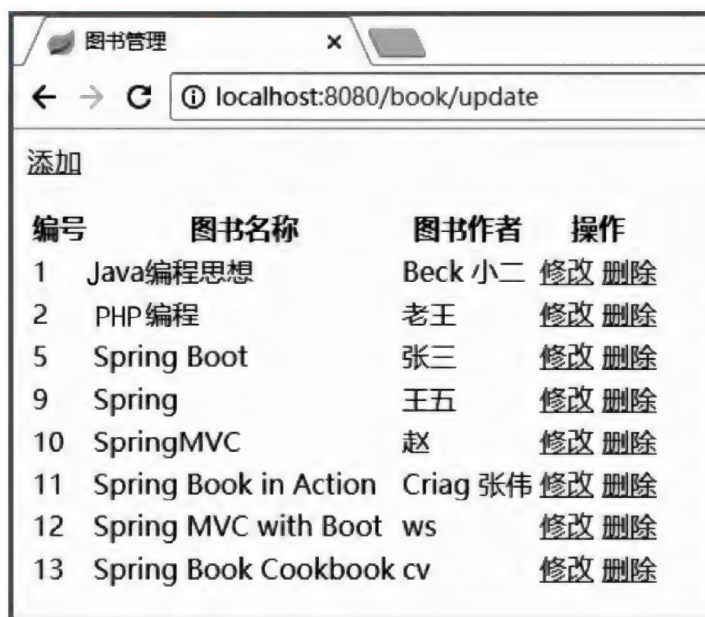 图书管理
localhost:8080/book/update
添加
编号 图书名称 图书作者 操作
1 Java编程思想 Beck 小二 修改 删除
2 PHP编程 老王 修改 删除
5 Spring Boot 张三 修改 删除
9 Spring 王五 修改 删除
10 SpringMVC 赵 修改 删除
11 Spring Book in Action Criag 张伟 修改 删除
12 Spring MVC with Boot ws 修改 删除
13 Spring Book Cookbook cv 修改 删除